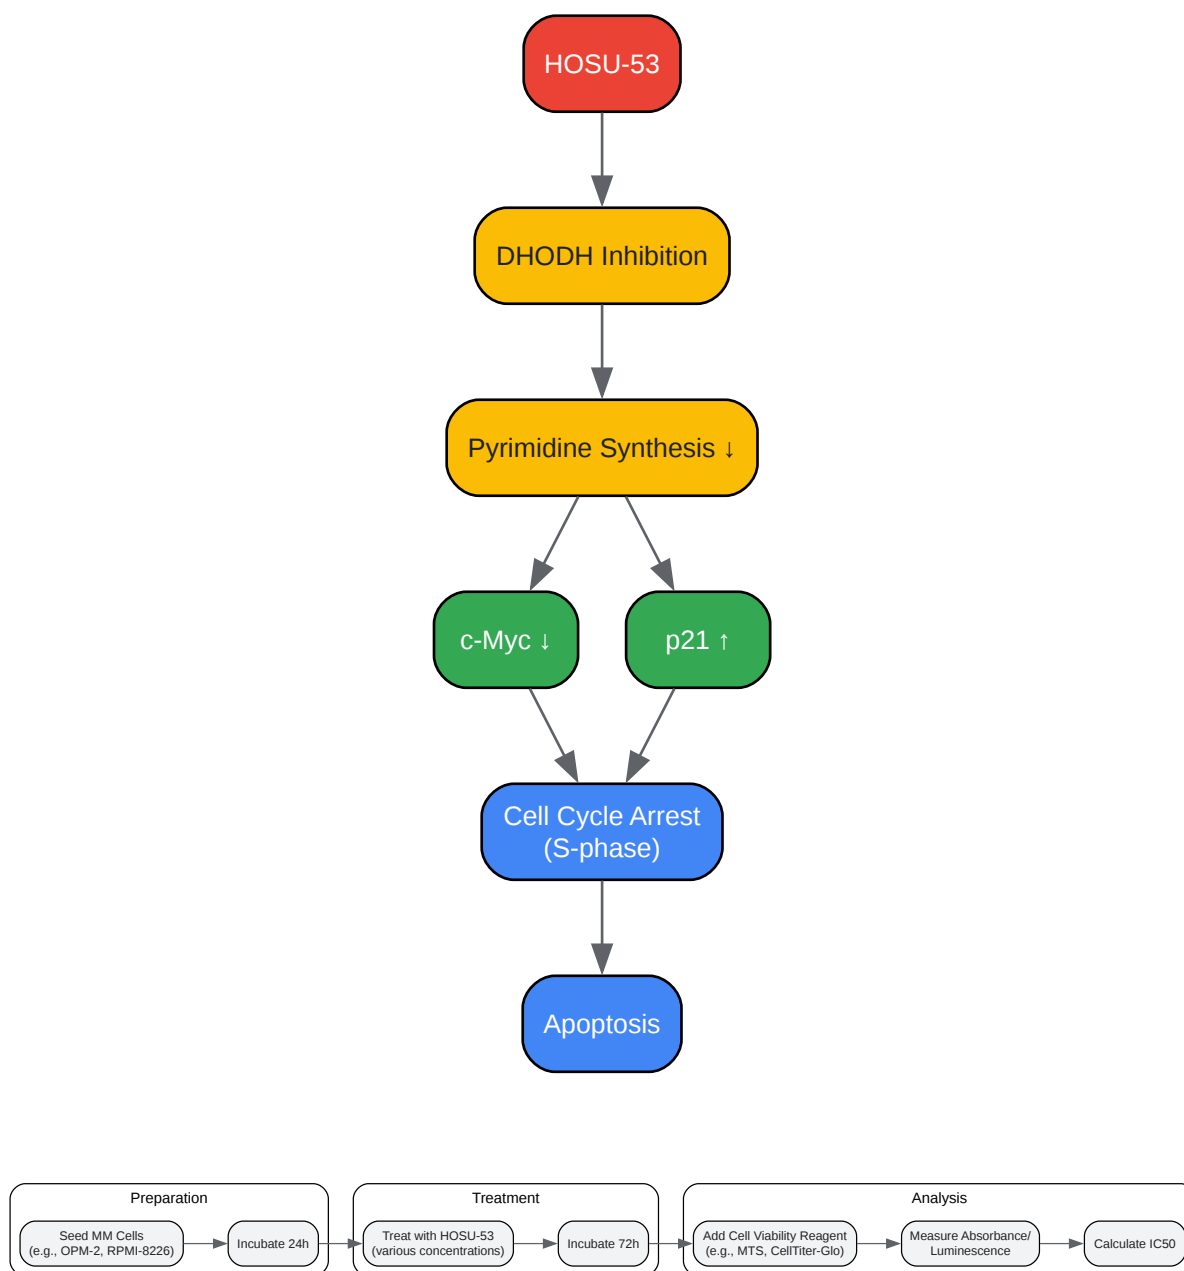 HOSU-53
DHODH Inhibition
Pyrimidine Synthesis ↓
c-Myc ↓
p21 ↑
Cell Cycle Arrest
(S-phase)
Apoptosis
Preparation
Seed MM Cells
(e.g., OPM-2, RPMI-8226)
Incubate 24h
Treatment
Treat with HOSU-53
(various concentrations)
Incubate 72h
Analysis
Add Cell Viability Reagent
(e.g., MTS, CellTiter-Glo)
Measure Absorbance/
Luminescence
Calculate IC50